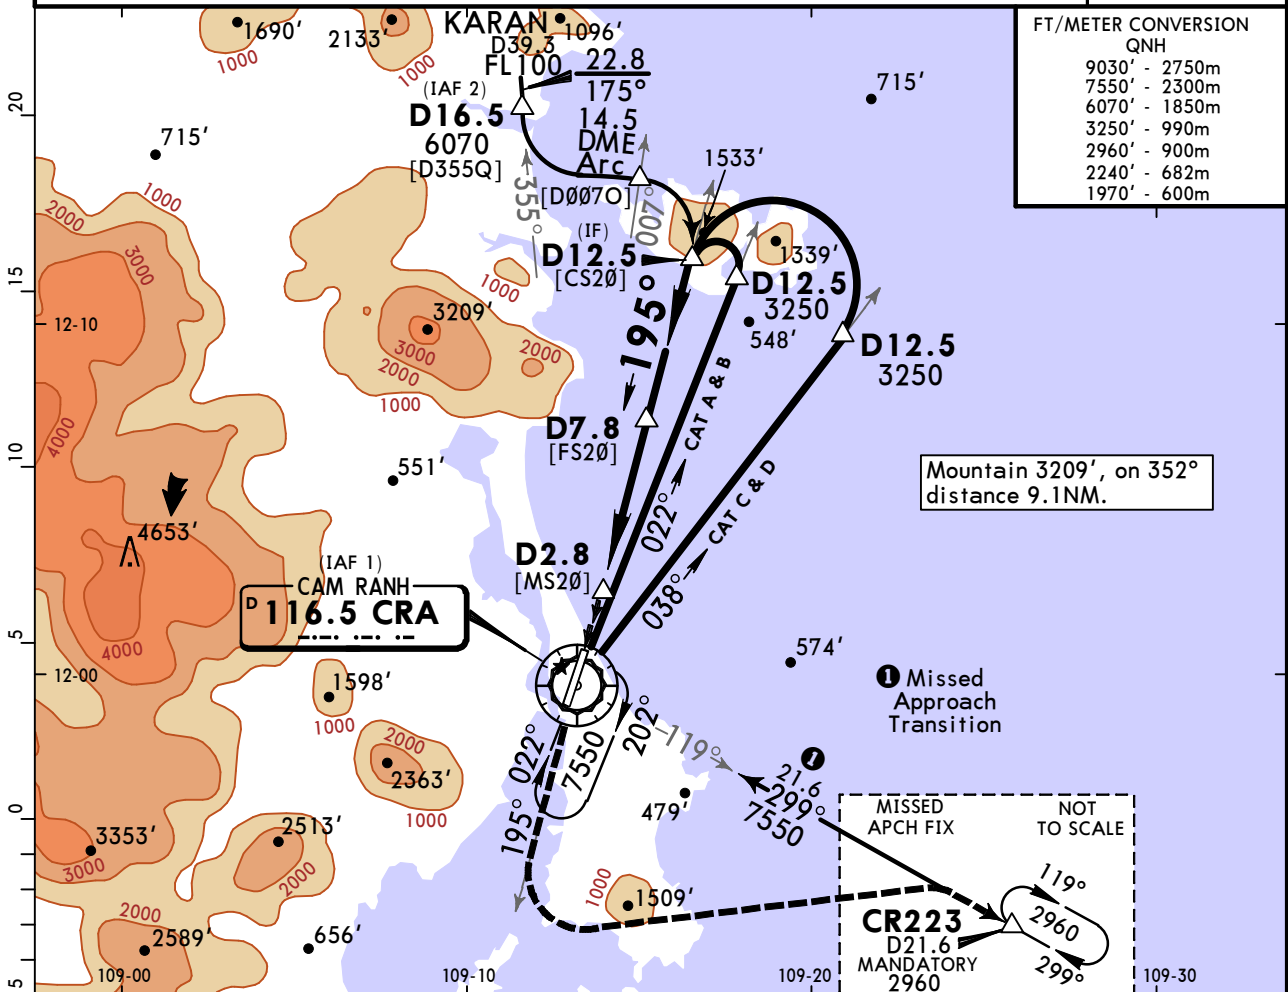 FT/METER CONVERSION
QNH
9030' - 2750m
7550' - 2300m
6070' - 1850m
3250' - 990m
2960' - 900m
2240' - 682m
1970' - 600m
KARAN
D39.3
FL100
22.8
175°
14.5
DME
Arc
(IAF 2)
D16.5
6070
[D355Q]
355°
[DØØ7O]
007°
1690'
1000
2133'
1000
1096'
715'
715'
1533'
1339'
(IF)
D12.5
[CS2Ø]
D12.5
3250
548'
D12.5
3250
195°
1000
2000
3000
1000
3209'
3000
2000
2000
1000
12-10
4000
D7.8
[FS2Ø]
CAT A & B
022°
CAT C & D
038°
551'
Mountain 3209', on 352°
distance 9.1NM.
4653'
4000
D2.8
[MS2Ø]
(IAF 1)
CAM RANH
D 116.5 CRA
12-00
574'
1 Missed
Approach
Transition
1598'
1000
2000
2363'
1000
022°
7550
202°
195°
119°
1
21.6
299°
7550
479'
3353'
3000
2513'
2000
2000
2589'
656'
1000
1509'
MISSED
APCH FIX
NOT
TO SCALE
CR223
D21.6
MANDATORY
2960
119°
2960
299°
20
15
10
5
0
5
109-00
109-10
109-20
109-30